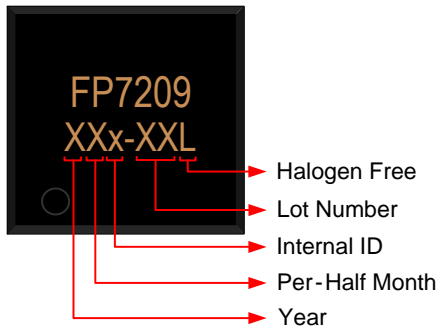 FP7209
XXx-XXL
Halogen Free
Lot Number
Internal ID
Per-Half Month
Year